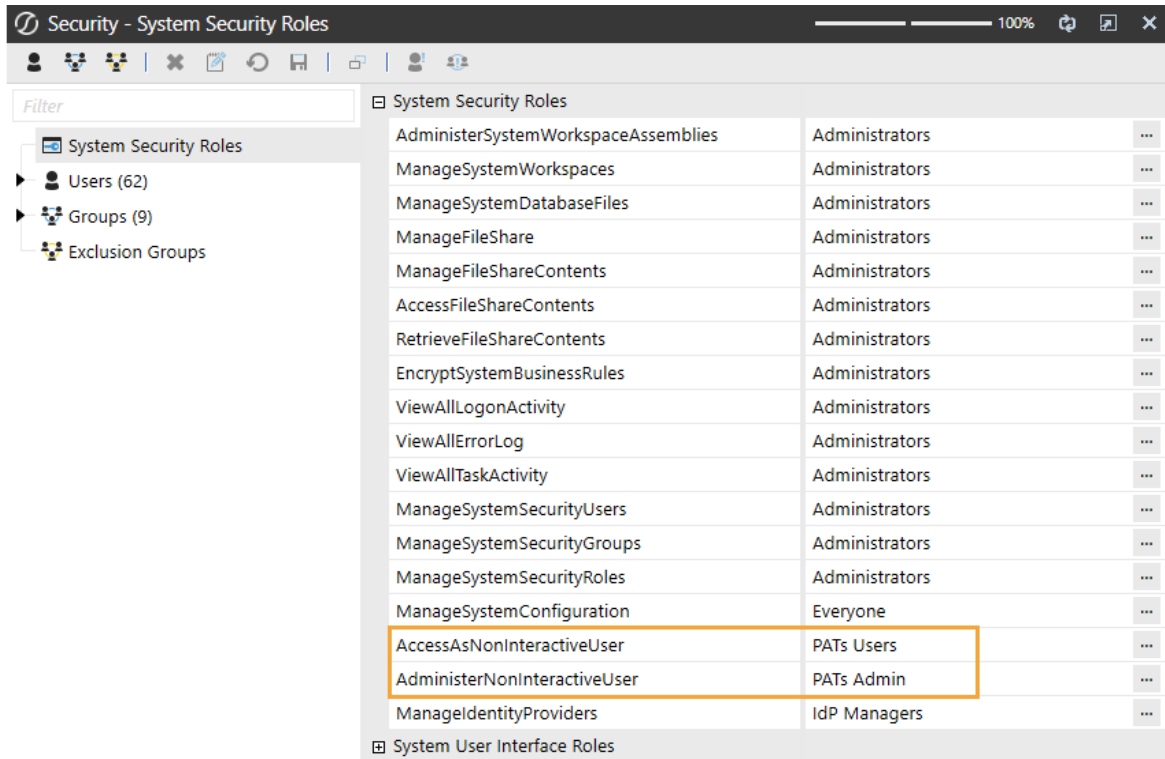 Security - System Security Roles 100%
Filter
System Security Roles
Users (62)
Groups (9)
Exclusion Groups
System Security Roles
AdministerSystemWorkspaceAssemblies Administrators ...
ManageSystemWorkspaces Administrators ...
ManageSystemDatabaseFiles Administrators ...
ManageFileShare Administrators ...
ManageFileShareContents Administrators ...
AccessFileShareContents Administrators ...
RetrieveFileShareContents Administrators ...
EncryptSystemBusinessRules Administrators ...
ViewAllLogonActivity Administrators ...
ViewAllErrorLog Administrators ...
ViewAllTaskActivity Administrators ...
ManageSystemSecurityUsers Administrators ...
ManageSystemSecurityGroups Administrators ...
ManageSystemSecurityRoles Administrators ...
ManageSystemConfiguration Everyone ...
AccessAsNonInteractiveUser PATs Users ...
AdministerNonInteractiveUser PATs Admin ...
ManageIdentityProviders IdP Managers ...
System User Interface Roles